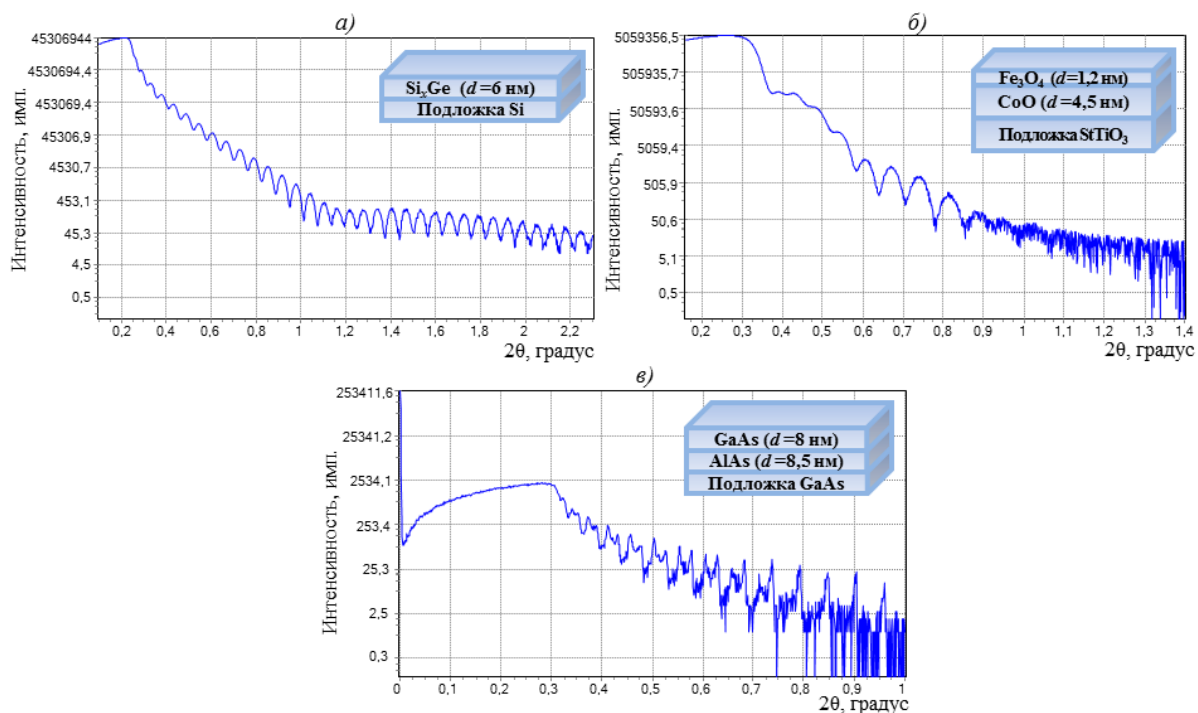 а)
Интенсивность, имп.
45306944
4530694,4
453069,4
45306,9
4530,7
453,1
45,3
4,5
0,5
SiₓGe (d=6 нм)
Подложка Si
0,2 0,4 0,6 0,8 1 1,2 1,4 1,6 1,8 2 2,2
2θ, градус
б)
Интенсивность, имп.
5059356,5
505935,7
50593,6
5059,4
505,9
50,6
5,1
0,5
Fe₃O₄ (d=1,2 нм)
CoO (d=4,5 нм)
Подложка StTiO₃
0,2 0,3 0,4 0,5 0,6 0,7 0,8 0,9 1 1,1 1,2 1,3 1,4
2θ, градус
в)
Интенсивность, имп.
253411,6
25341,2
2534,1
253,4
25,3
2,5
0,3
GaAs (d=8 нм)
AlAs (d=8,5 нм)
Подложка GaAs
0 0,1 0,2 0,3 0,4 0,5 0,6 0,7 0,8 0,9 1
2θ, градус